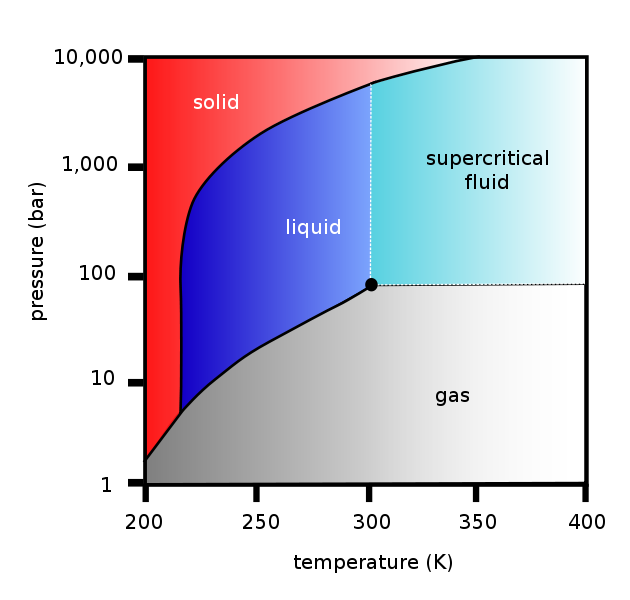 10,000
solid
1,000
supercritical
fluid
liquid
pressure (bar)
100
10
gas
1
200 250 300 350 400
temperature (K)